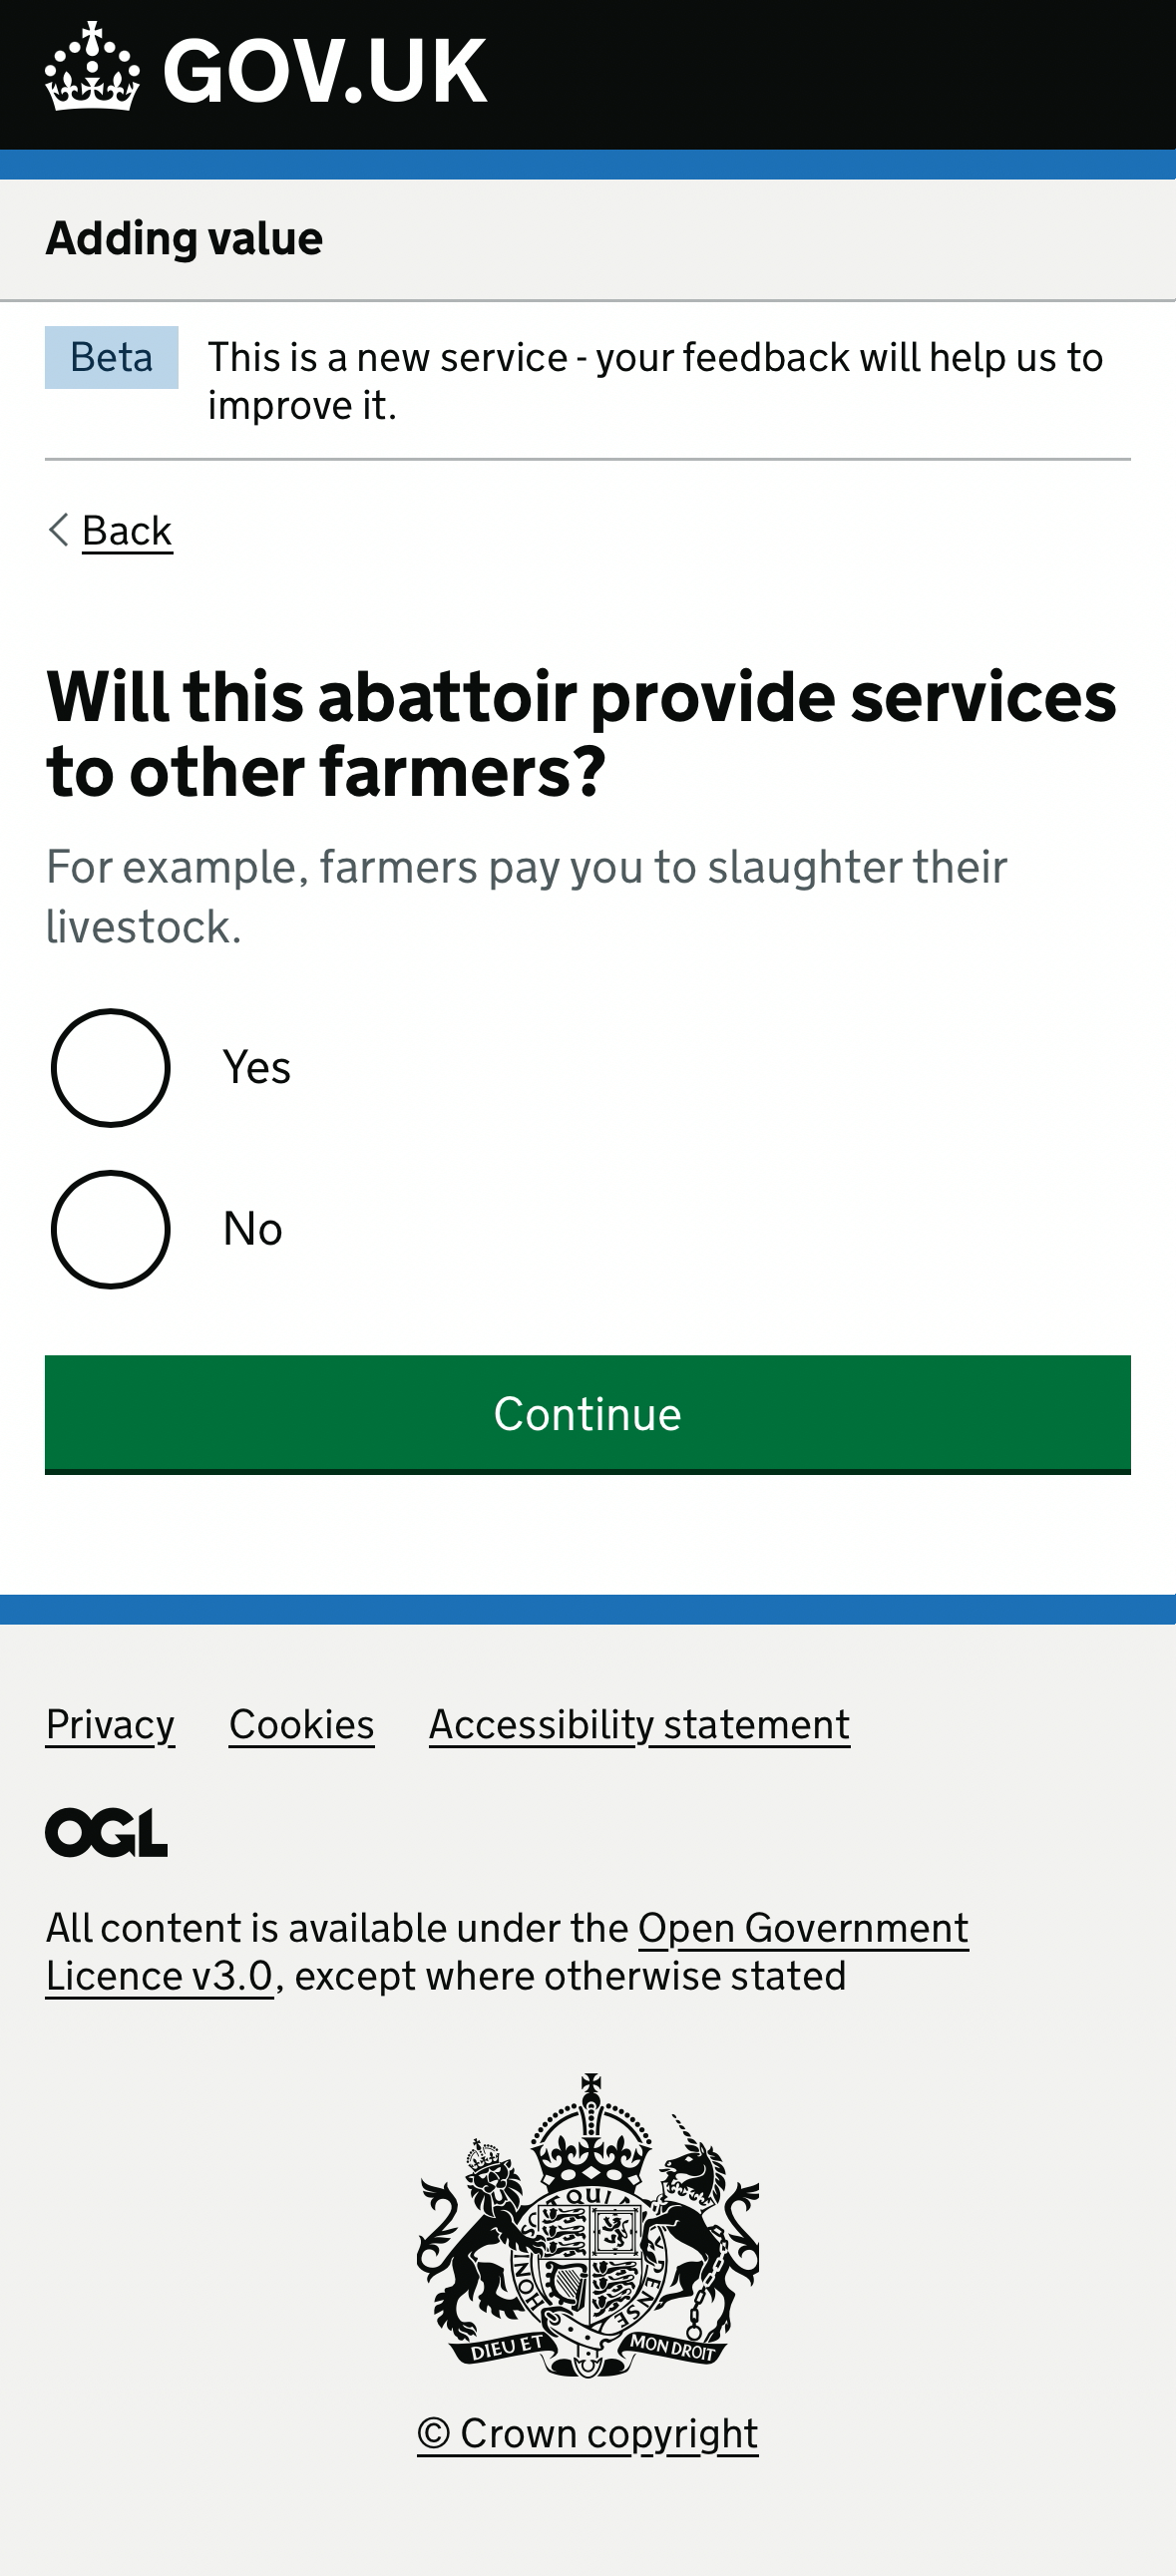 GOV.UK
Adding value
Beta
This is a new service - your feedback will help us to
improve it.
Back
Will this abattoir provide services
to other farmers?
For example, farmers pay you to slaughter their
livestock.
Yes
No
Continue
Privacy Cookies Accessibility statement
OGL
All content is available under the Open Government
Licence v3.0, except where otherwise stated
QUI
HONI
PENSE
DIEU ET MON DROIT
© Crown copyright